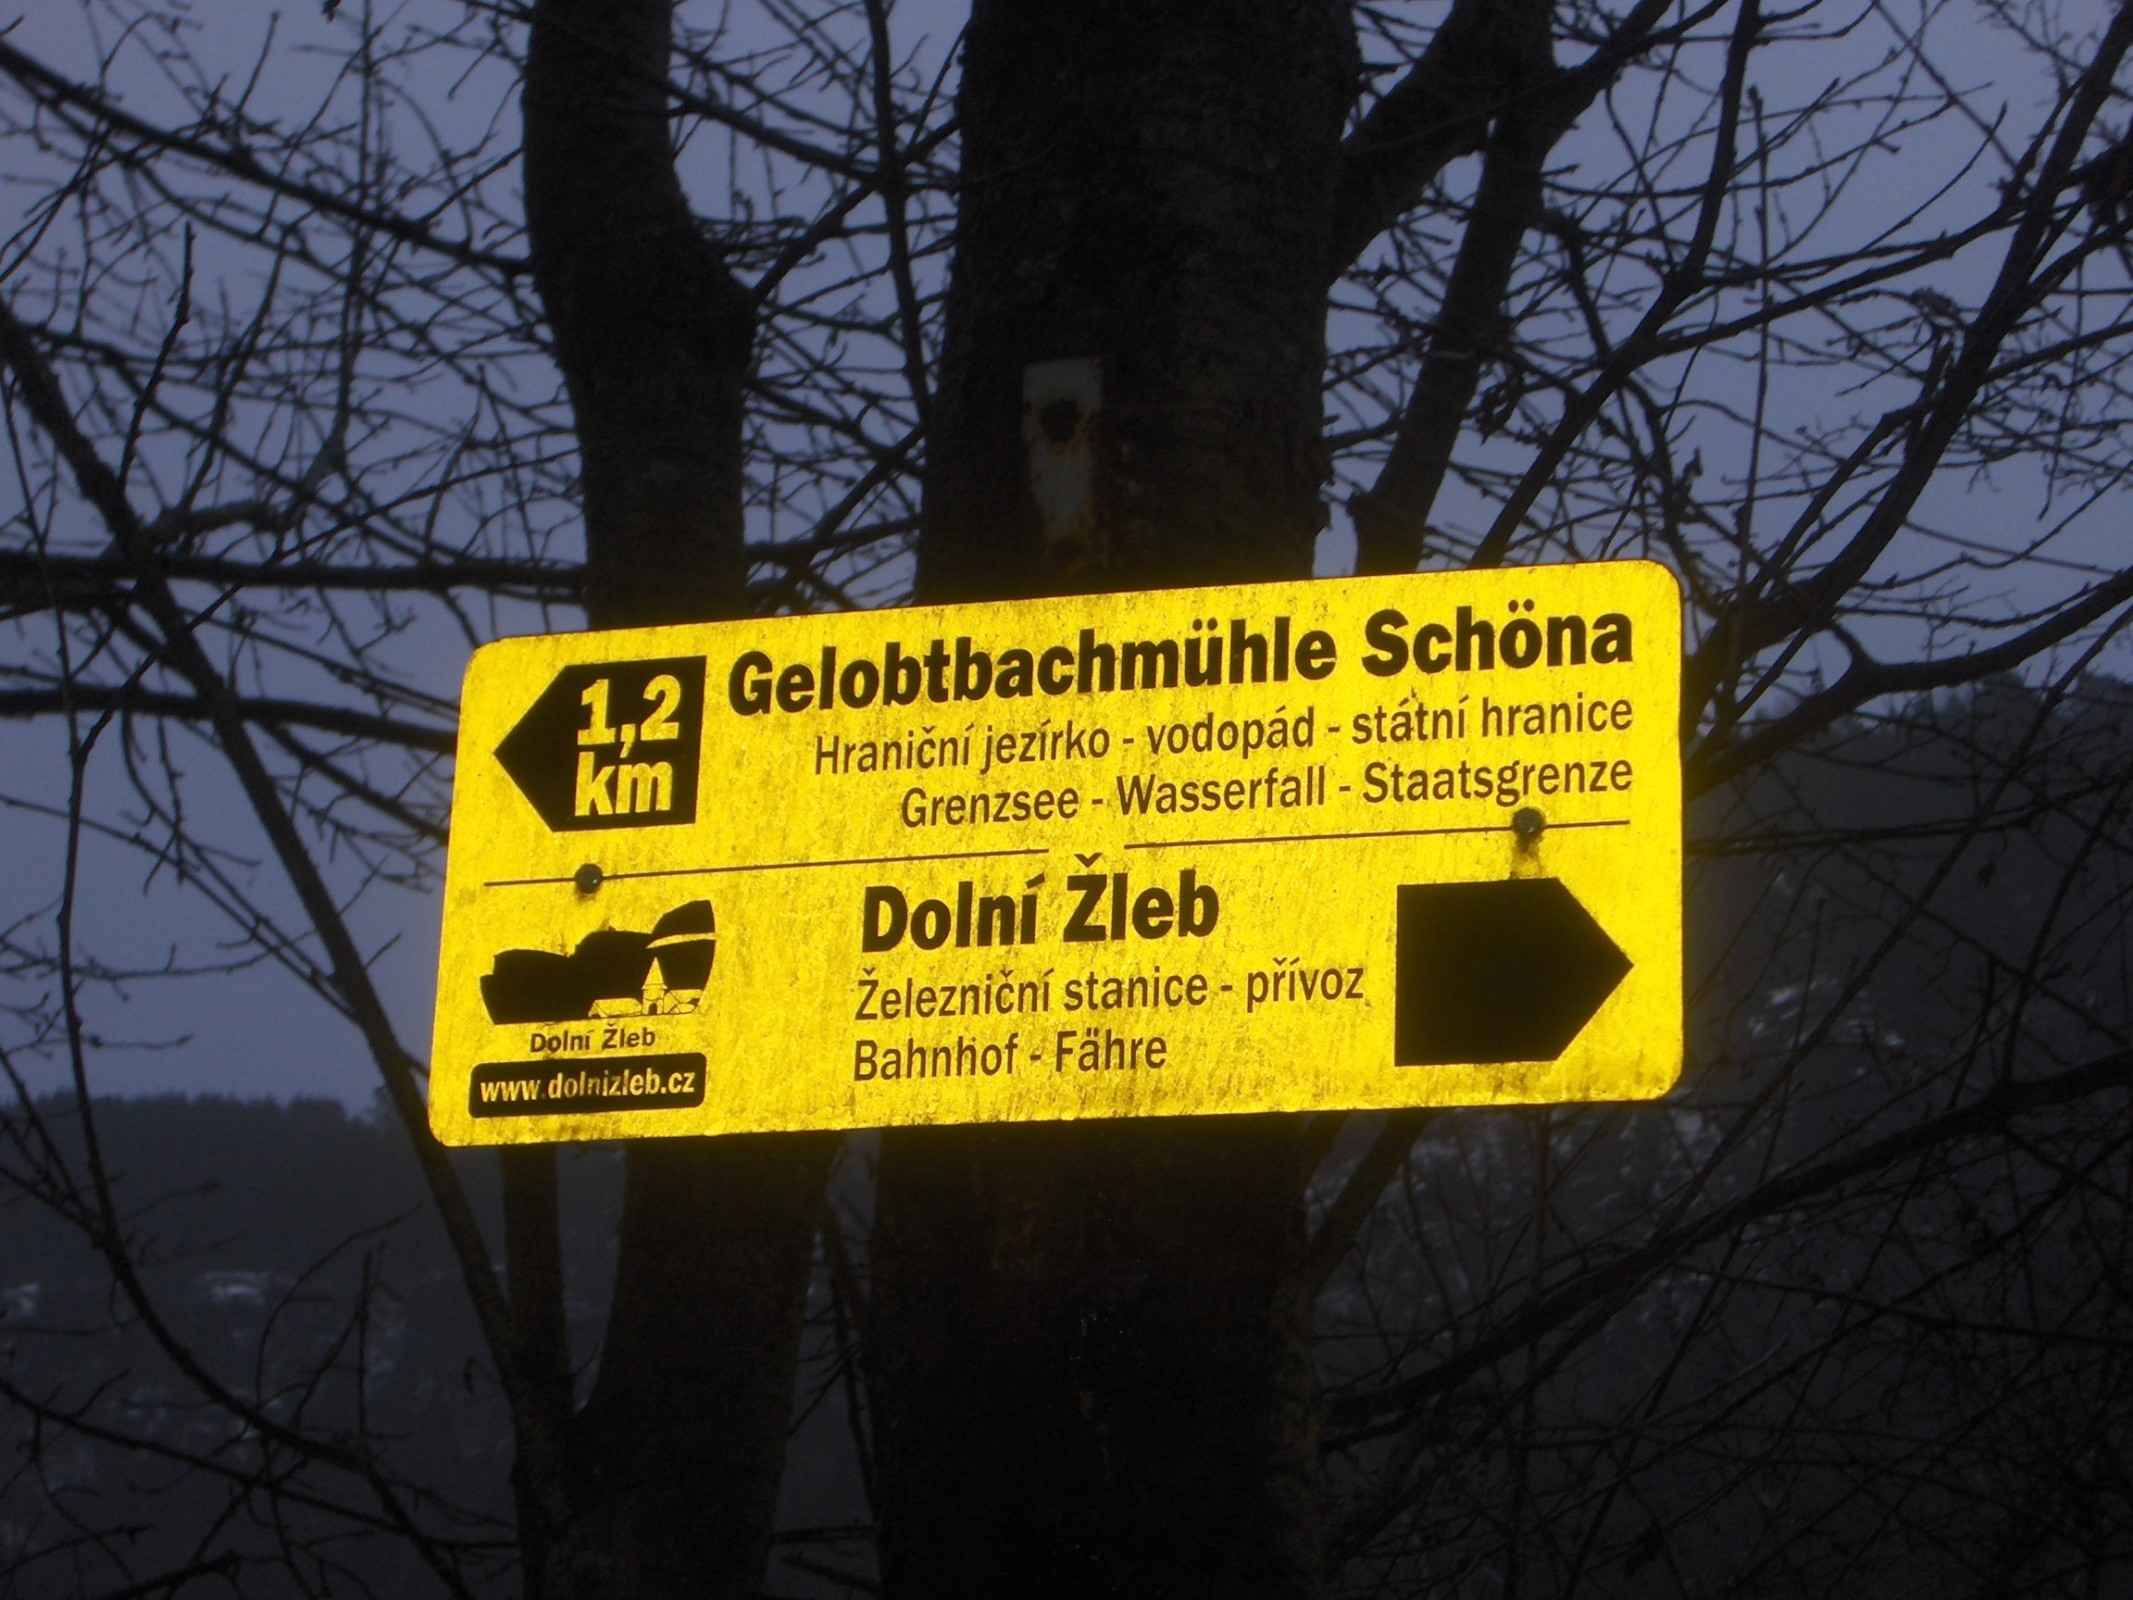 1,2
km
Gelobtbachmühle Schöna
Hraniční jezírko - vodopád - státní hranice
Grenzsee - Wasserfall - Staatsgrenze
Dolní Žleb
Železniční stanice - přívoz
Bahnhof - Fähre
Dolní Žleb
www.dolnizleb.cz